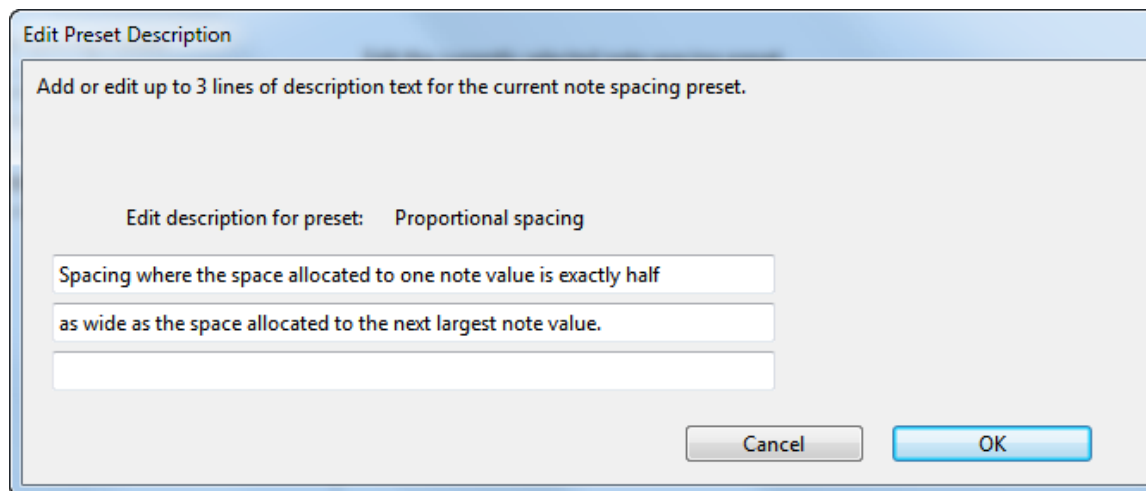 Edit Preset Description
Add or edit up to 3 lines of description text for the current note spacing preset.
Edit description for preset: Proportional spacing
Spacing where the space allocated to one note value is exactly half
as wide as the space allocated to the next largest note value.
Cancel OK